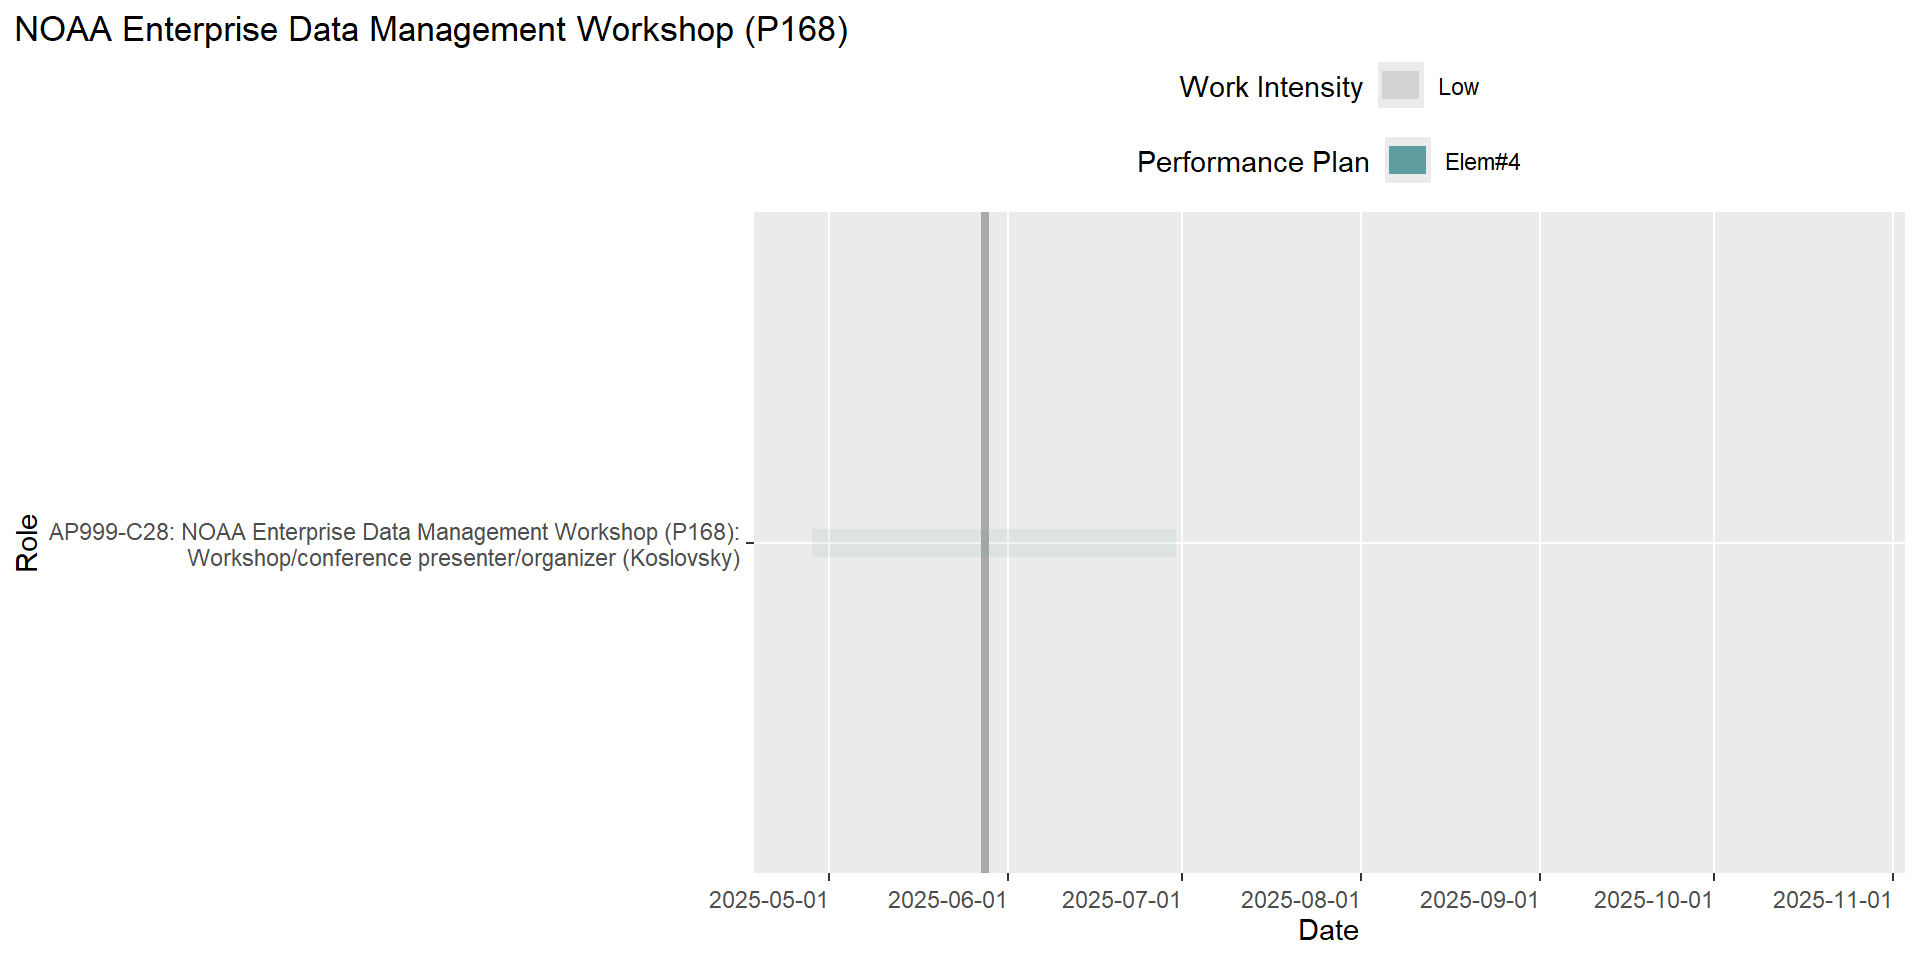 NOAA Enterprise Data Management Workshop (P168)
Work Intensity Low
Performance Plan Elem#4
Role
AP999-C28: NOAA Enterprise Data Management Workshop (P168):
Workshop/conference presenter/organizer (Koslovsky)
2025-05-01 2025-06-01 2025-07-01 2025-08-01 2025-09-01 2025-10-01 2025-11-01
Date